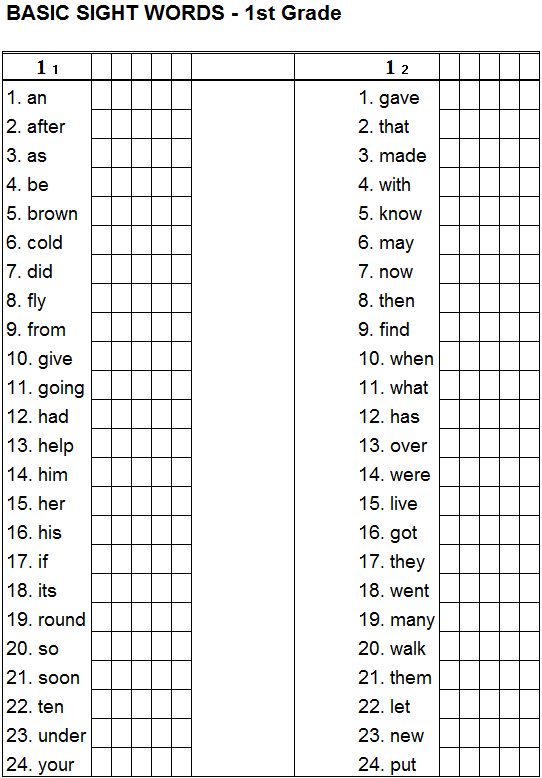 BASIC SIGHT WORDS - 1st Grade
1 1
1. an
2. after
3. as
4. be
5. brown
6. cold
7. did
8. fly
9. from
10. give
11. going
12. had
13. help
14. him
15. her
16. his
17. if
18. its
19. round
20. so
21. soon
22. ten
23. under
24. your
1 2
1. gave
2. that
3. made
4. with
5. know
6. may
7. now
8. then
9. find
10. when
11. what
12. has
13. over
14. were
15. live
16. got
17. they
18. went
19. many
20. walk
21. them
22. let
23. new
24. put